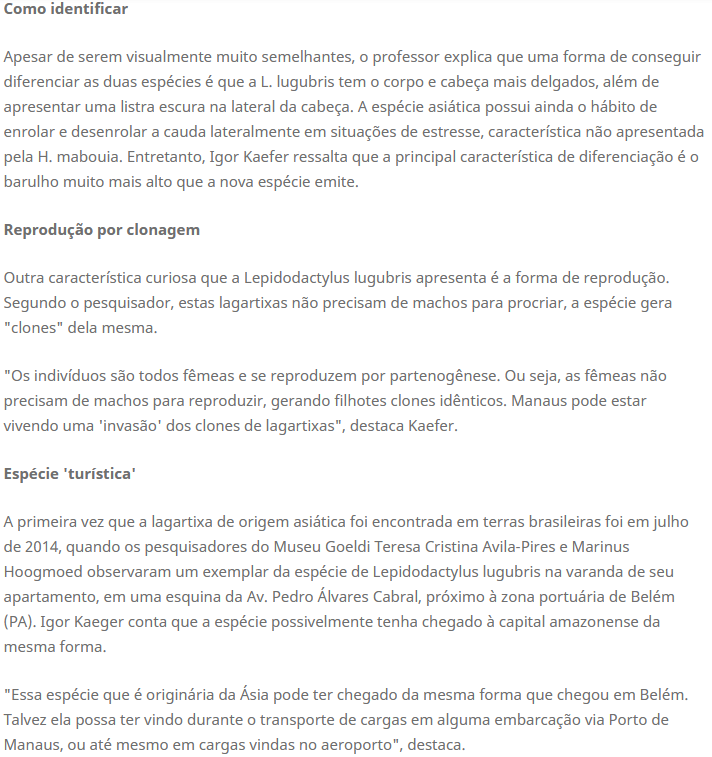 Como identificar
Apesar de serem visualmente muito semelhantes, o professor explica que uma forma de conseguir
diferenciar as duas espécies é que a L. lugubris tem o corpo e cabeça mais delgados, além de
apresentar uma listra escura na lateral da cabeça. A espécie asiática possui ainda o hábito de
enrolar e desenrolar a cauda lateralmente em situações de estresse, característica não apresentada
pela H. mabouia. Entretanto, Igor Kaefer ressalta que a principal característica de diferenciação é o
barulho muito mais alto que a nova espécie emite.
Reprodução por clonagem
Outra característica curiosa que a Lepidodactylus lugubris apresenta é a forma de reprodução.
Segundo o pesquisador, estas lagartixas não precisam de machos para procriar, a espécie gera
"clones" dela mesma.
"Os indivíduos são todos fêmeas e se reproduzem por partenogênese. Ou seja, as fêmeas não
precisam de machos para reproduzir, gerando filhotes clones idênticos. Manaus pode estar
vivendo uma 'invasão' dos clones de lagartixas", destaca Kaefer.
Espécie 'turística'
A primeira vez que a lagartixa de origem asiática foi encontrada em terras brasileiras foi em julho
de 2014, quando os pesquisadores do Museu Goeldi Teresa Cristina Avila-Pires e Marinus
Hoogmoed observaram um exemplar da espécie de Lepidodactylus lugubris na varanda de seu
apartamento, em uma esquina da Av. Pedro Álvares Cabral, próximo à zona portuária de Belém
(PA). Igor Kaeger conta que a espécie possivelmente tenha chegado à capital amazonense da
mesma forma.
"Essa espécie que é originária da Ásia pode ter chegado da mesma forma que chegou em Belém.
Talvez ela possa ter vindo durante o transporte de cargas em alguma embarcação via Porto de
Manaus, ou até mesmo em cargas vindas no aeroporto", destaca.